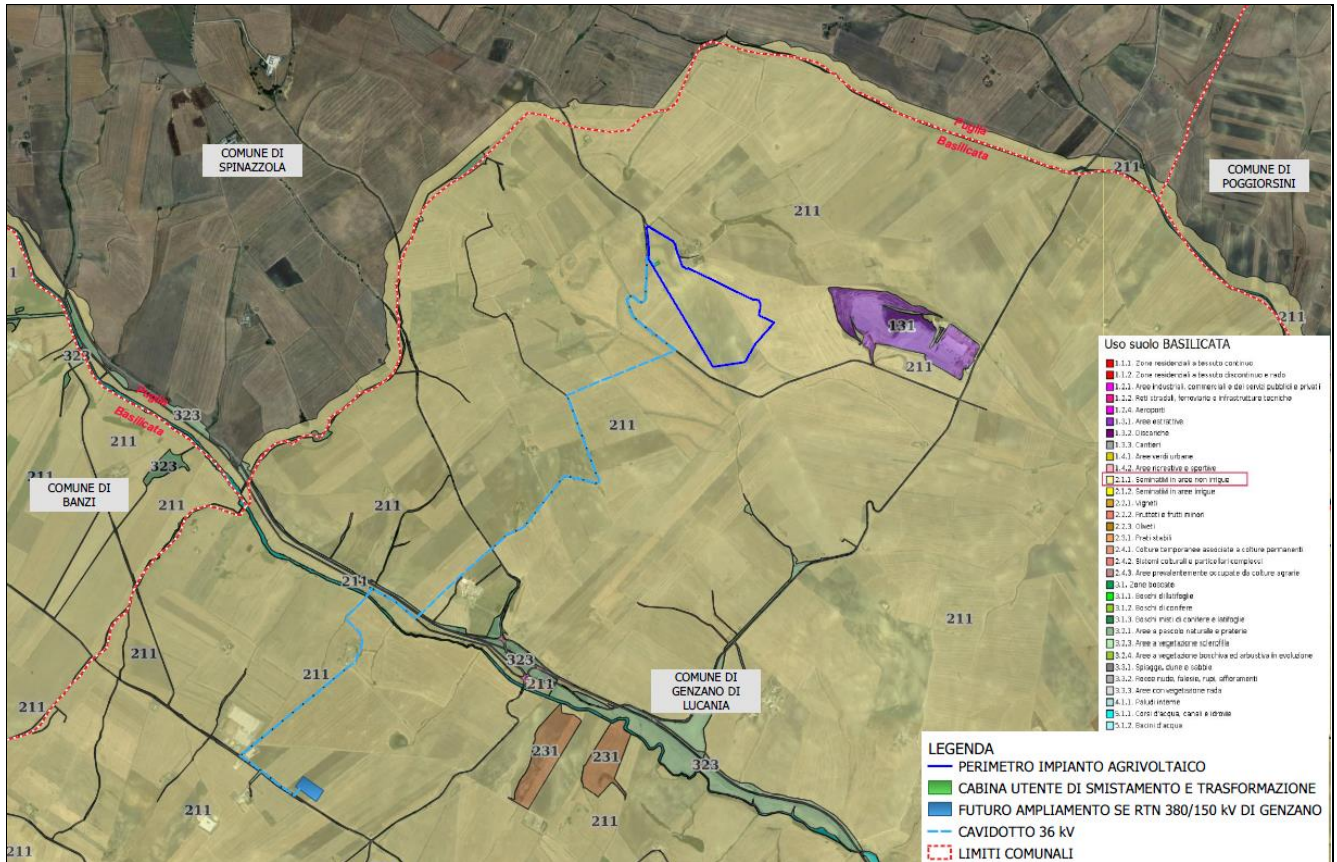 Puglia
Basilicata
COMUNE DI
SPINAZZOLA
211
COMUNE DI
POGGIORSINI
211
1
211
131
211
323
Puglia
Basilicata
323
211
211
323
211
COMUNE DI
BANZI
211
211
211
211
211
211
211
323
211
COMUNE DI
GENZANO DI
LUCANIA
211
211
231
231
323
211
211
211
Uso suolo BASILICATA
1.1.1. Zone residenziali a tessuto continuo
1.1.2. Zone residenziali a tessuto discontinuo e rado
1.2.1. Aree industriali, commerciali e dei servizi pubblici e privati
1.2.2. Reti stradali, ferroviarie e infrastrutture tecniche
1.2.4. Aeroporti
1.3.1. Aree estrattive
1.3.2. Discariche
1.3.3. Cantieri
1.4.1. Aree verdi urbane
1.4.2. Aree ricreative e sportive
2.1.1. Seminativi in aree non irrigue
2.1.2. Seminativi in aree irrigue
2.2.1. Vigneti
2.2.2. Frutteti e frutti minori
2.2.3. Oliveti
2.3.1. Prati stabili
2.4.1. Colture temporanee associate a colture permanenti
2.4.2. Sistemi colturali e particellari complessi
2.4.3. Aree prevalentemente occupate da colture agrarie
3.1. Zone boscate
3.1.1. Boschi di latifoglie
3.1.2. Boschi di conifere
3.1.3. Boschi misti di conifere e latifoglie
3.2.1. Aree a pascolo naturale e praterie
3.2.3. Aree a vegetazione sclerofilla
3.2.4. Aree a vegetazione boschiva ed arbustiva in evoluzione
3.3.1. Spiagge, dune e sabbie
3.3.2. Rocce nude, falesie, rupi, affioramenti
3.3.3. Aree con vegetazione rada
4.1.1. Paludi interne
5.1.1. Corsi d'acqua, canali e idrovie
5.1.2. Bacini d'acqua
LEGENDA
PERIMETRO IMPIANTO AGRIVOLTAICO
CABINA UTENTE DI SMISTAMENTO E TRASFORMAZIONE
FUTURO AMPLIAMENTO SE RTN 380/150 kV DI GENZANO
CAVIDOTTO 36 kV
LIMITI COMUNALI